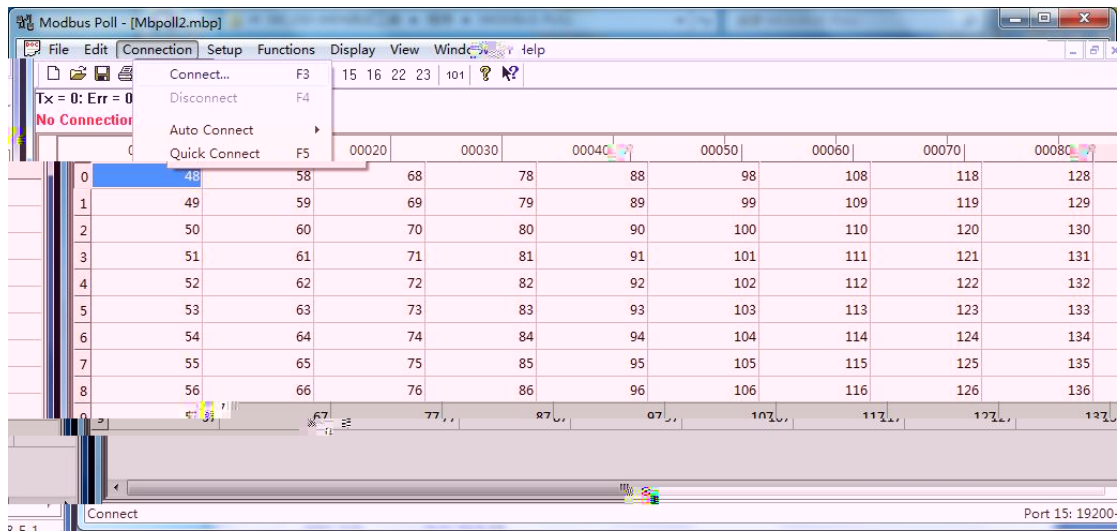 Modbus Poll - [Mbpoll2.mbp]
File Edit Connection Setup Functions Display View
Connect... F3 15 16 22 23 101
Tx = 0: Err = 0 Disconnect F4
No Connection Auto Connect
Quick Connect F5 00020 00030 00040 00050 00060 00070 00080
0 48 58 68 78 88 98 108 118 128
1 49 59 69 79 89 99 109 119 129
2 50 60 70 80 90 100 110 120 130
3 51 61 71 81 91 101 111 121 131
4 52 62 72 82 92 102 112 122 132
5 53 63 73 83 93 103 113 123 133
6 54 64 74 84 94 104 114 124 134
7 55 65 75 85 95 105 115 125 135
8 56 66 76 86 96 106 116 126 136
Connect Port 15: 19200-